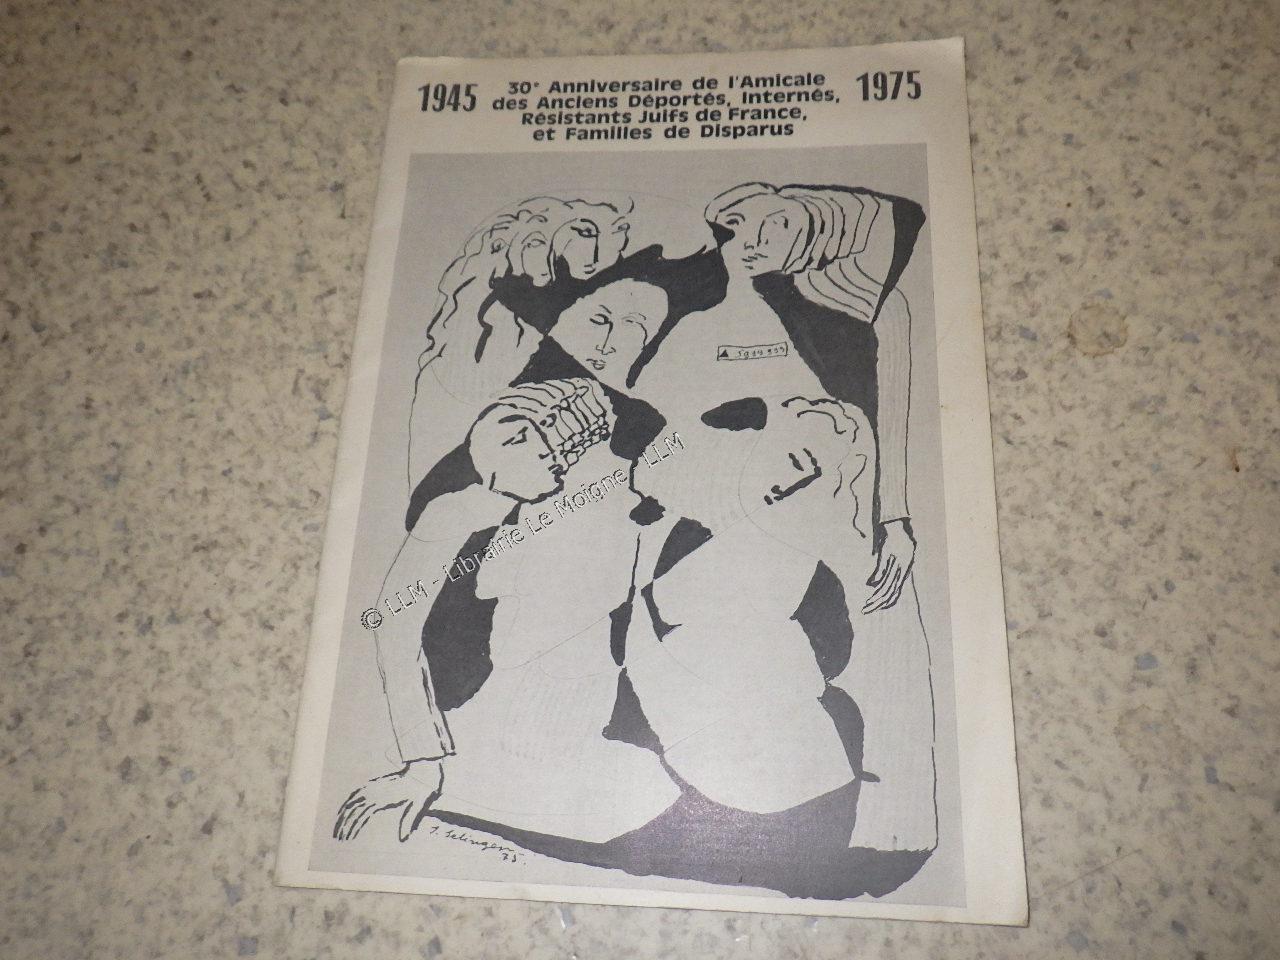 1945
30e Anniversaire de l'Amicale
des Anciens Déportés, Internés,
Résistants Juifs de France,
et Familles de Disparus
1975
© LLM - Librairie Le Moigne - LLM
75.